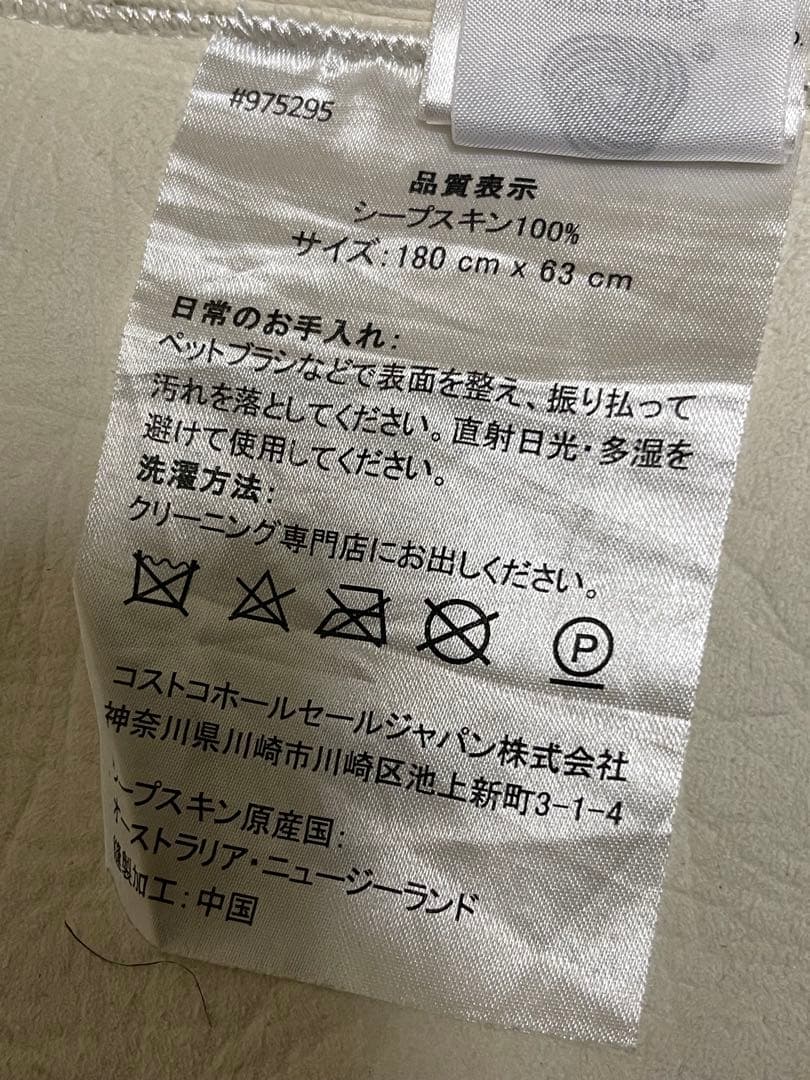 #975295
品質表示
シープスキン100%
サイズ:180 cm x 63 cm
日常のお手入れ:
ペットブラシなどで表面を整え、振り払って
汚れを落としてください。直射日光・多湿を
避けて使用してください。
洗濯方法:
クリーニング専門店にお出しください。
P
コストコホールセールジャパン株式会社
神奈川県川崎市川崎区池上新町3-1-4
シープスキン原産国:
オーストラリア・ニュージーランド
縫製加工:中国